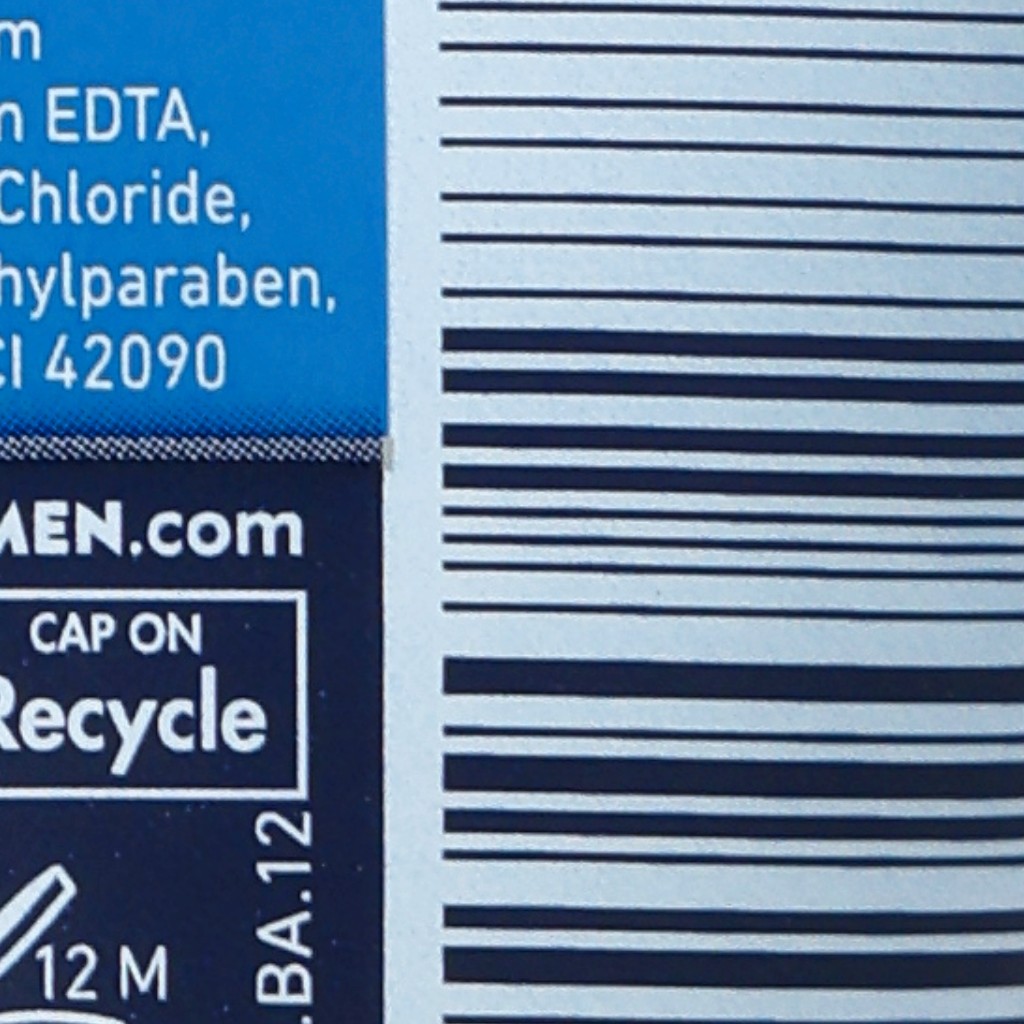 m
n EDTA,
Chloride,
hylparaben,
CI 42090
MEN.com
CAP ON
Recycle
.BA.12
12 M